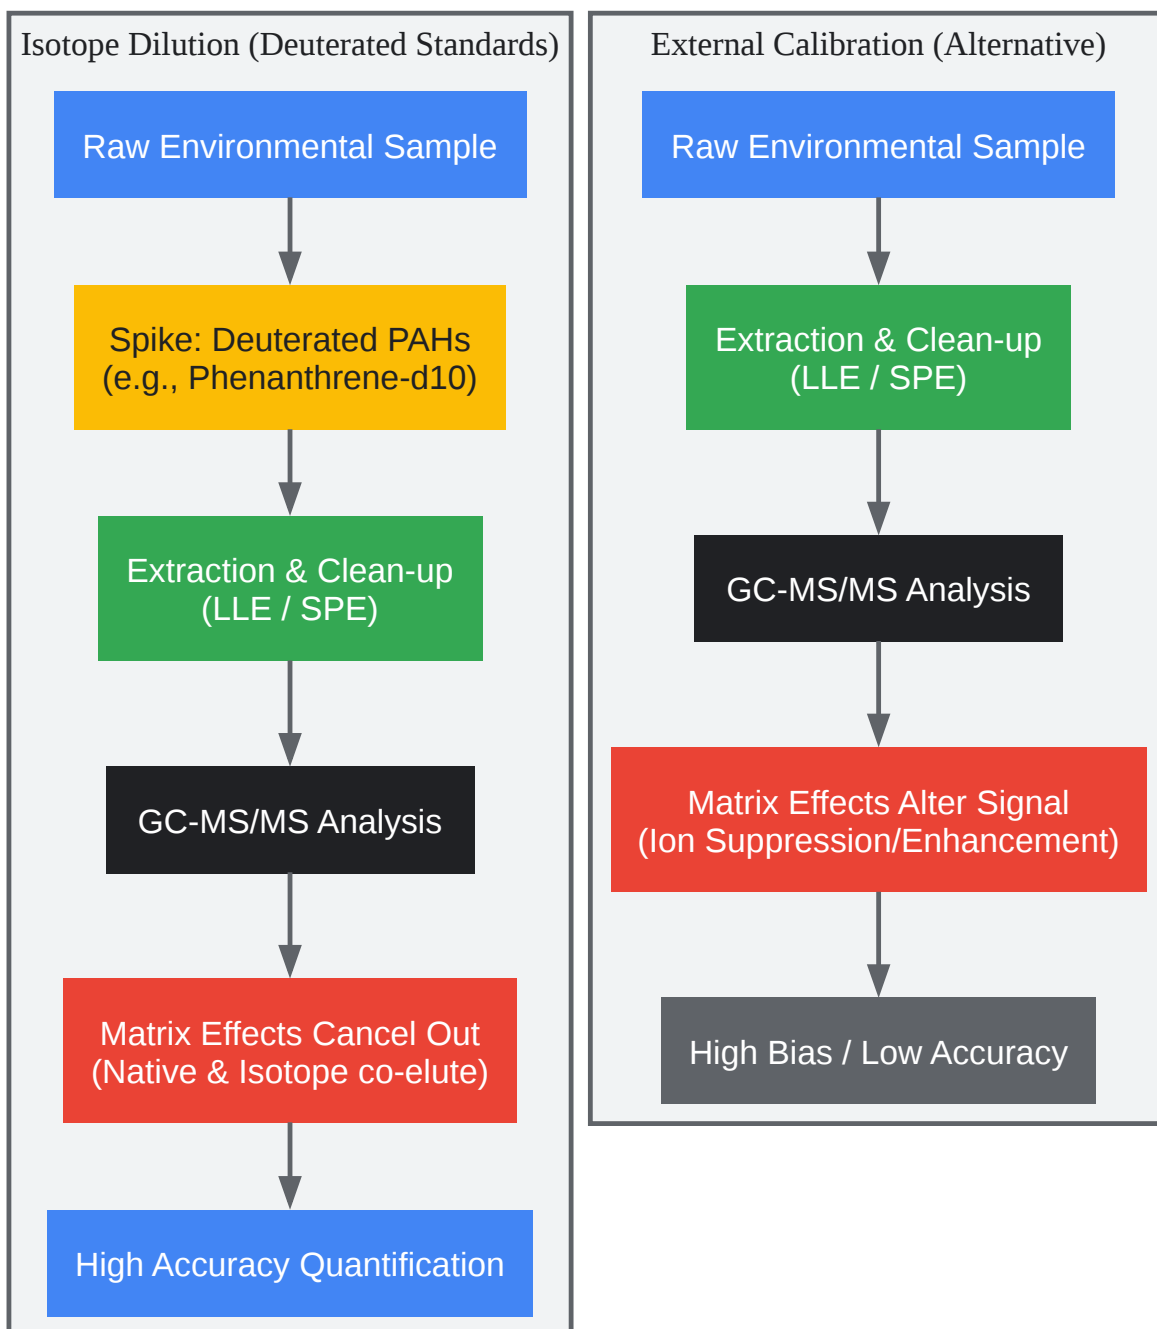 Isotope Dilution (Deuterated Standards)
Raw Environmental Sample
Spike: Deuterated PAHs
(e.g., Phenanthrene-d10)
Extraction & Clean-up
(LLE / SPE)
GC-MS/MS Analysis
Matrix Effects Cancel Out
(Native & Isotope co-elute)
High Accuracy Quantification
External Calibration (Alternative)
Raw Environmental Sample
Extraction & Clean-up
(LLE / SPE)
GC-MS/MS Analysis
Matrix Effects Alter Signal
(Ion Suppression/Enhancement)
High Bias / Low Accuracy